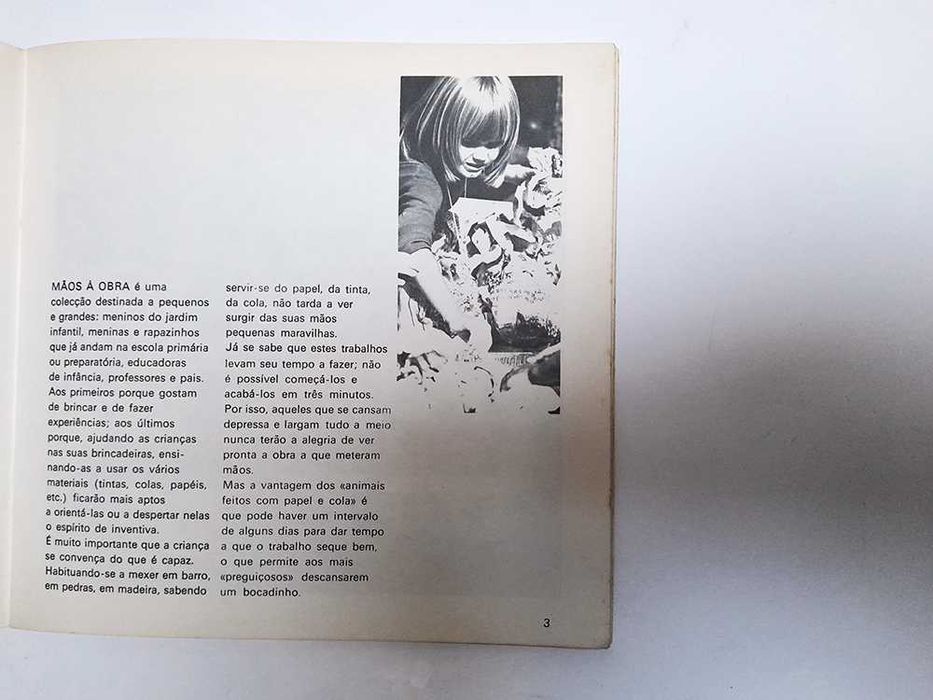 MÃOS À OBRA é uma
colecção destinada a pequenos
e grandes: meninos do jardim
infantil, meninas e rapazinhos
que já andam na escola primária
ou preparatória, educadoras
de infância, professores e pais.
Aos primeiros porque gostam
de brincar e de fazer
experiências; aos últimos
porque, ajudando as crianças
nas suas brincadeiras, ensi-
nando-as a usar os vários
materiais (tintas, colas, papéis,
etc.) ficarão mais aptos
a orientá-las ou a despertar nelas
o espírito de inventiva.
É muito importante que a criança
se convença do que é capaz.
Habituando-se a mexer em barro,
em pedras, em madeira, sabendo
servir-se do papel, da tinta,
da cola, não tarda a ver
surgir das suas mãos
pequenas maravilhas.
Já se sabe que estes trabalhos
levam seu tempo a fazer; não
é possível começá-los e
acabá-los em três minutos.
Por isso, aqueles que se cansam
depressa e largam tudo a meio
nunca terão a alegria de ver
pronta a obra a que meteram
mãos.
Mas a vantagem dos «animais
feitos com papel e cola» é
que pode haver um intervalo
de alguns dias para dar tempo
a que o trabalho seque bem,
o que permite aos mais
«preguiçosos» descansarem
um bocadinho.
3